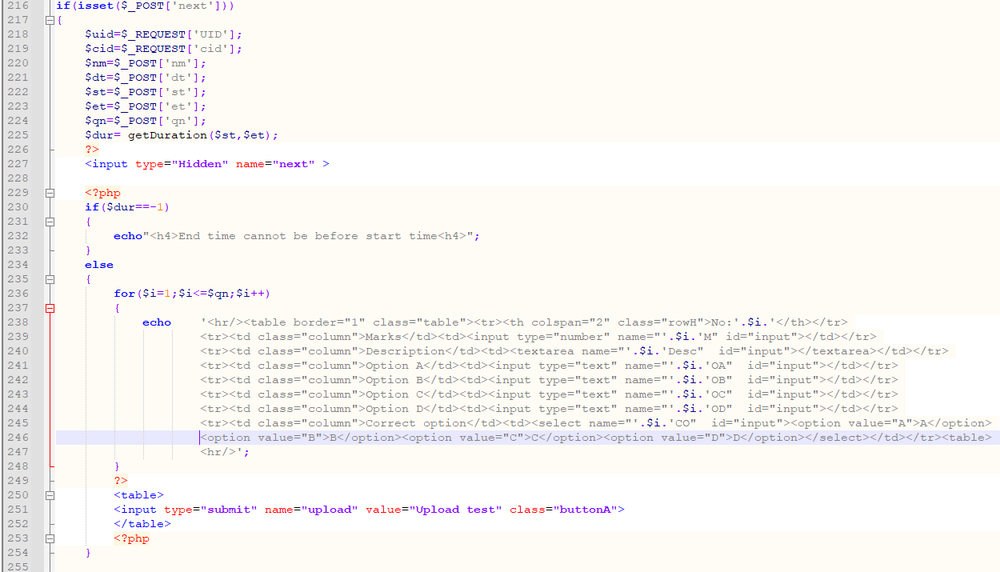 216 if(isset($_POST['next']))
217 {
218 $uid=$_REQUEST['UID'];
219 $cid=$_REQUEST['cid'];
220 $nm=$_POST['nm'];
221 $dt=$_POST['dt'];
222 $st=$_POST['st'];
223 $et=$_POST['et'];
224 $qn=$_POST['qn'];
225 $dur= getDuration($st,$et);
226 ?>
227 <input type="Hidden" name="next" >
228
229 <?php
230 if($dur==-1)
231 {
232 echo"<h4>End time cannot be before start time<h4>";
233 }
234 else
235 {
236 for($i=1;$i<=$qn;$i++)
237 {
238 echo '<hr/><table border="1" class="table"><tr><th colspan="2" class="rowH">No:'.$i.'</th></tr>
239 <tr><td class="column">Marks</td><td><input type="number" name="'.$i.'M" id="input"></td></tr>
240 <tr><td class="column">Description</td><td><textarea name="'.$i.'Desc"  id="input"></textarea></td></tr>
241 <tr><td class="column">Option A</td><td><input type="text" name="'.$i.'OA"  id="input"></td></tr>
242 <tr><td class="column">Option B</td><td><input type="text" name="'.$i.'OB"  id="input"></td></tr>
243 <tr><td class="column">Option C</td><td><input type="text" name="'.$i.'OC"  id="input"></td></tr>
244 <tr><td class="column">Option D</td><td><input type="text" name="'.$i.'OD"  id="input"></td></tr>
245 <tr><td class="column">Correct option</td><td><select name="'.$i.'CO"  id="input"><option value="A">A</option>
246 <option value="B">B</option><option value="C">C</option><option value="D">D</option></select></td></tr><table>
247 <hr/>';
248 }
249 ?>
250 <table>
251 <input type="submit" name="upload" value="Upload test" class="buttonA">
252 </table>
253 <?php
254 }
255